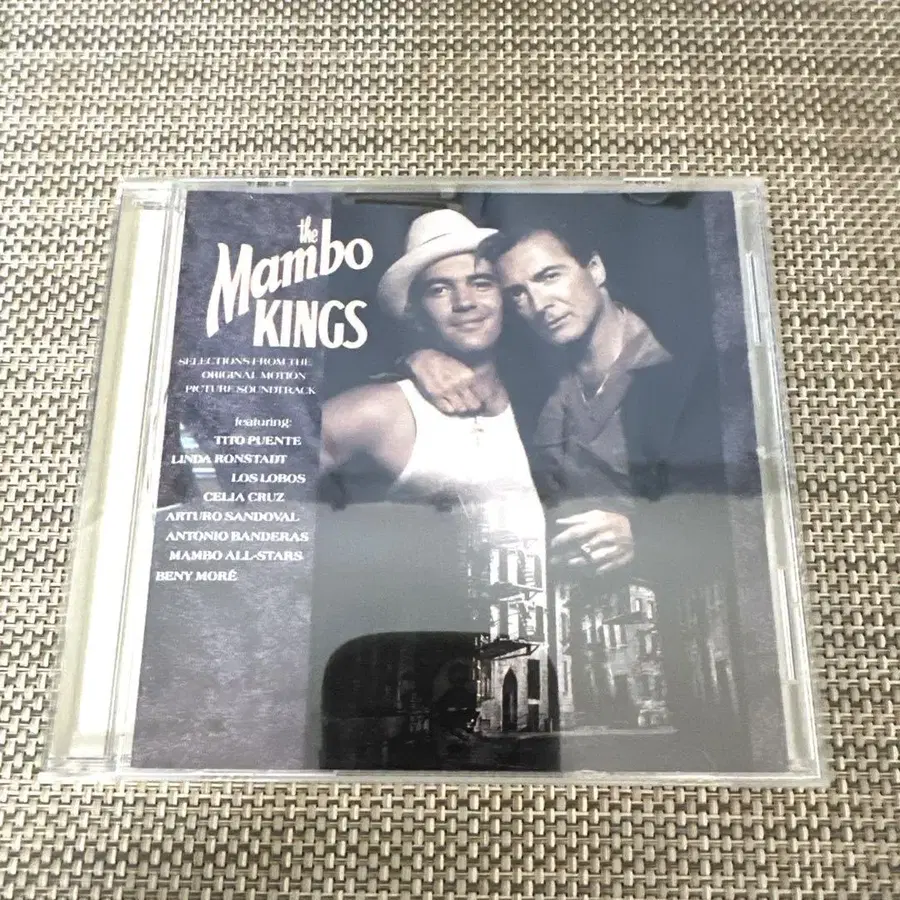 the
Mambo
KINGS
SELECTIONS FROM THE
ORIGINAL MOTION
PICTURE SOUNDTRACK
featuring:
TITO PUENTE
LINDA RONSTADT
LOS LOBOS
CELIA CRUZ
ARTURO SANDOVAL
ANTONIO BANDERAS
MAMBO ALL-STARS
BENY MORÉ